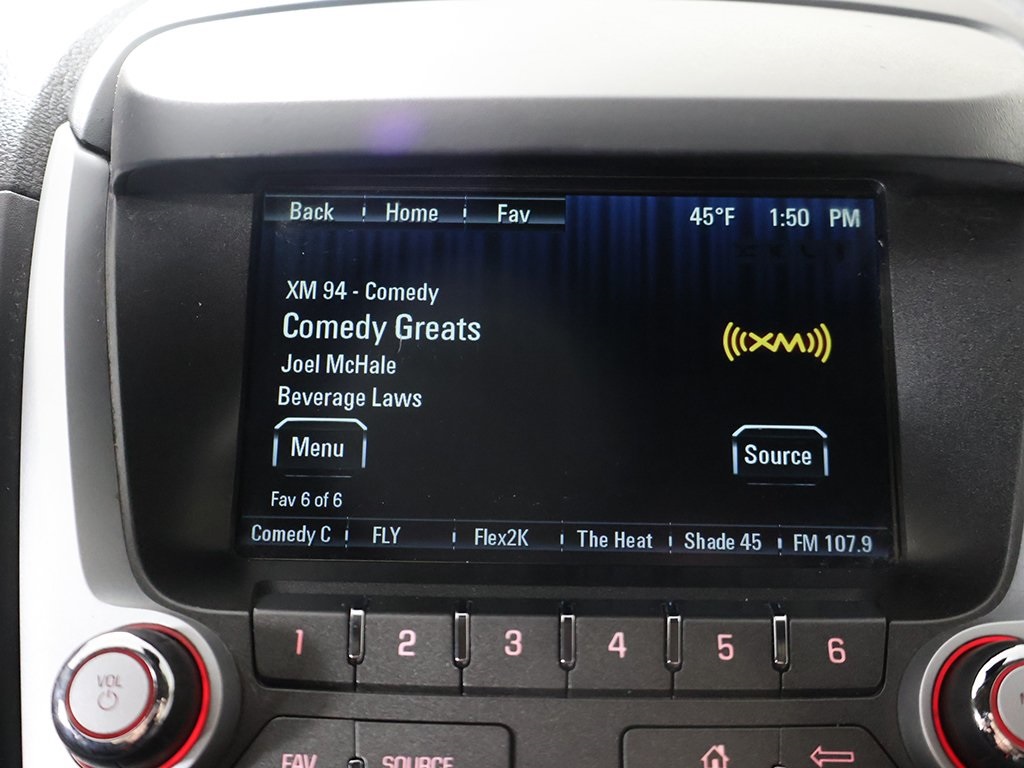 Back Home Fav 45°F 1:50 PM
XM 94 - Comedy
Comedy Greats
((XM))
Joel McHale
Beverage Laws
Menu Source
Fav 6 of 6
Comedy C FLY Flex2K The Heat Shade 45 FM 107.9
1 2 3 4 5 6
VOL
FAV SOURCE